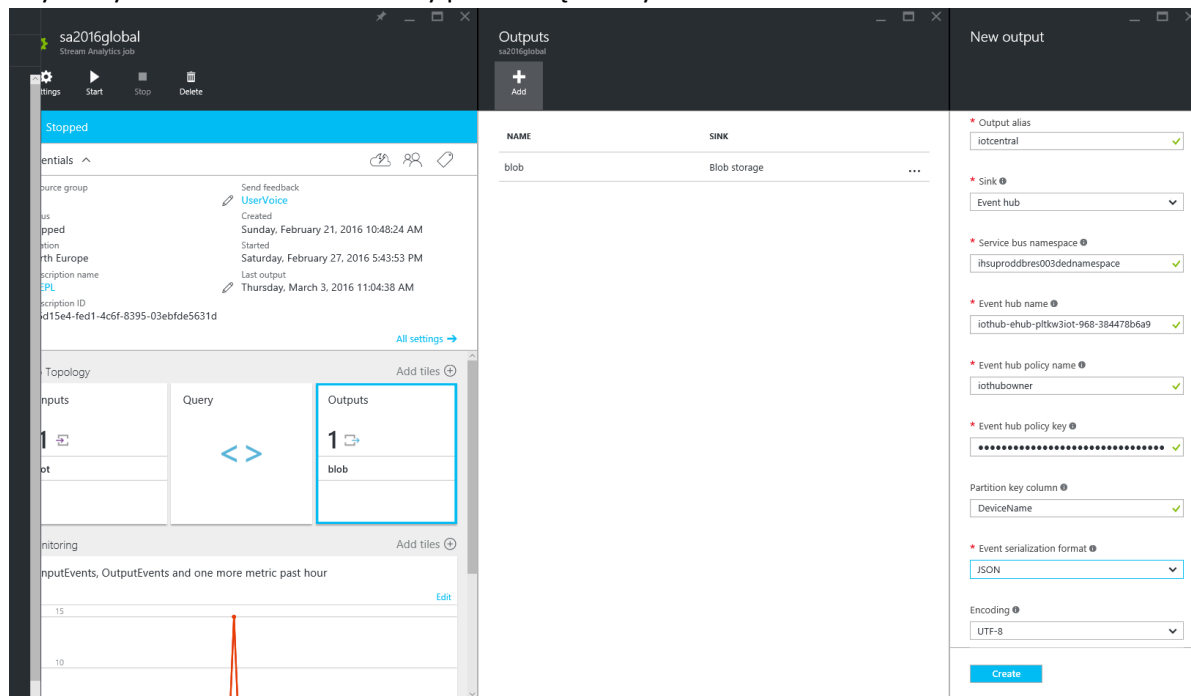 sa2016global
Stream Analytics job
ttings
Start
Stop
Delete
Stopped
entials
ource group
us
pped
ation
rth Europe
scription name
EPL
scription ID
d15e4-fed1-4c6f-8395-03ebfde5631d
Send feedback
UserVoice
Created
Sunday, February 21, 2016 10:48:24 AM
Started
Saturday, February 27, 2016 5:43:53 PM
Last output
Thursday, March 3, 2016 11:04:38 AM
All settings →
Topology
Add tiles
nputs
1
ot
Query
< >
Outputs
1
blob
nitoring
Add tiles
nputEvents, OutputEvents and one more metric past hour
Edit
15
10
Outputs
sa2016global
Add
NAME SINK
blob Blob storage ...
New output
* Output alias
iotcentral
* Sink
Event hub
* Service bus namespace
ihsuproddbres003dednamespace
* Event hub name
iothub-ehub-pltkw3iot-968-384478b6a9
* Event hub policy name
iothubowner
* Event hub policy key
Partition key column
DeviceName
* Event serialization format
JSON
Encoding
UTF-8
Create